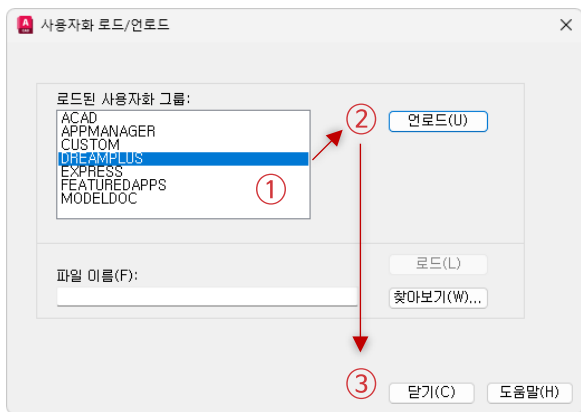 사용자화 로드/언로드
로드된 사용자화 그룹:
ACAD
APPMANAGER
CUSTOM
DREAMPLUS
EXPRESS
FEATUREDAPPS
MODELDOC
①
②
언로드(U)
로드(L)
파일 이름(F):
찾아보기(W)...
③
닫기(C)
도움말(H)